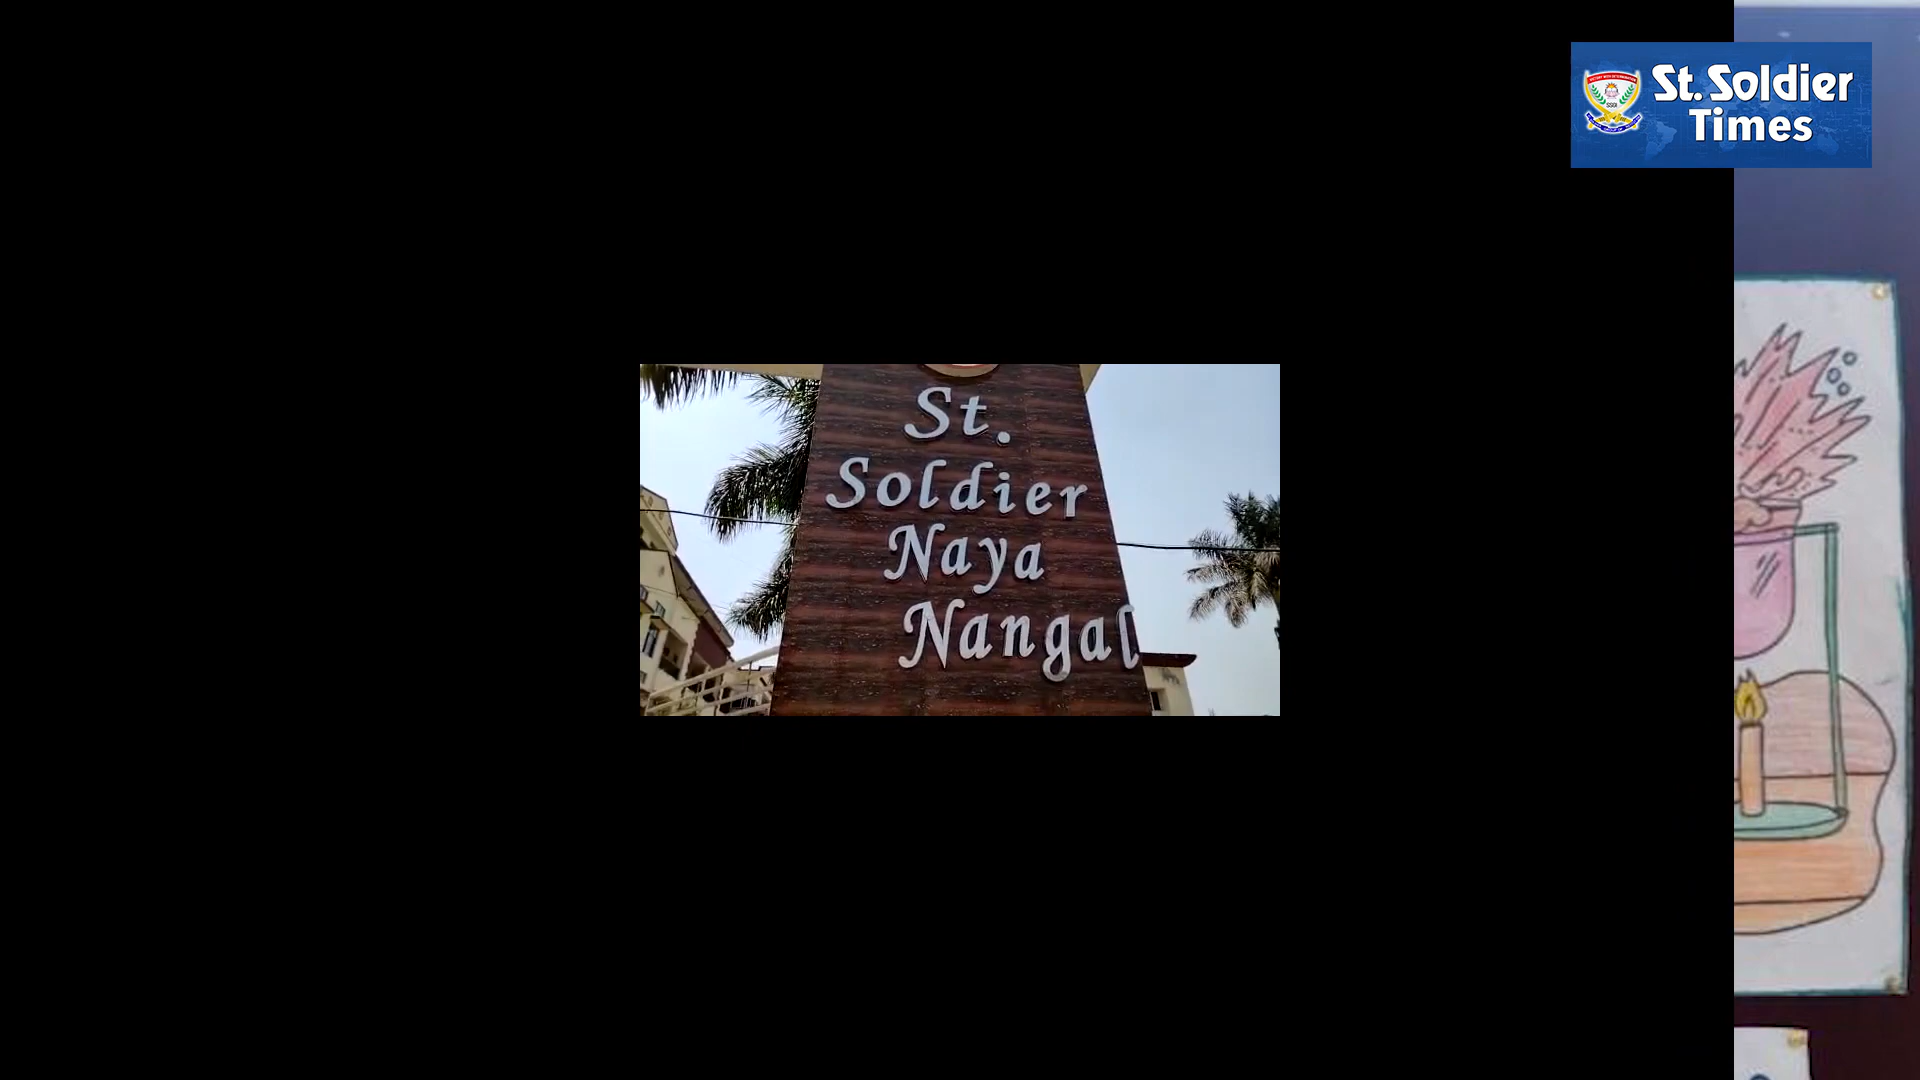 St. Soldier
Times
St.
Soldier
Naya
Nangal